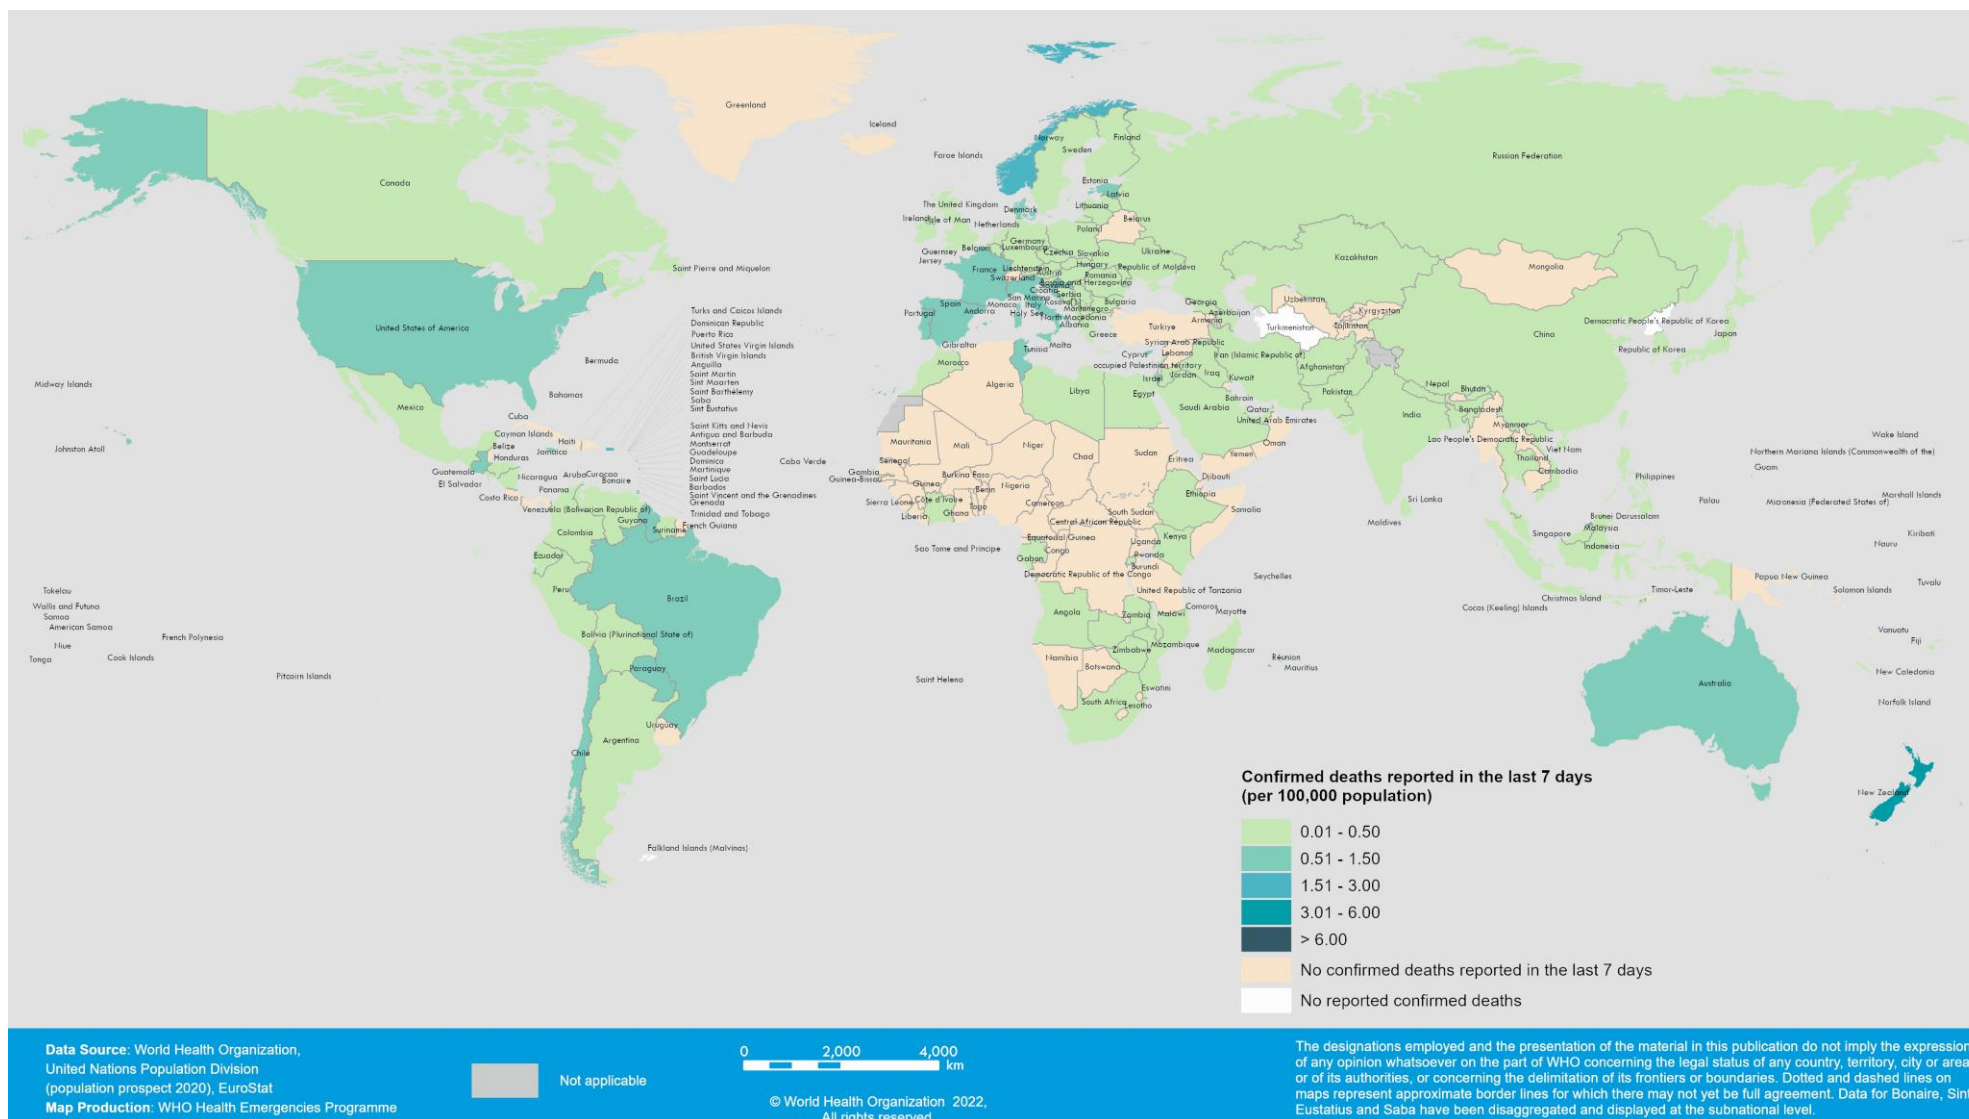 Greenland
Iceland
Faroe Islands
Norway
Sweden
Finland
Russian Federation
Canada
Estonia
Latvia
Lithuania
The United Kingdom
Denmark
Isle of Man
Netherlands
Belarus
Poland
Germany
Guernsey
Jersey
Belgium
Luxembourg
Czechia
Slovakia
Ukraine
Kazakhstan
Mongolia
Saint Pierre and Miquelon
France
Liechtenstein
Austria
Hungary
Republic of Moldova
Switzerland
Slovenia
Romania
Bosnia and Herzegovina
Croatia
San Marino
Serbia
Monaco
Italy
Kosovo[1]
Montenegro
Bulgaria
Georgia
Azerbaijan
Uzbekistan
Kyrgyzstan
Portugal
Spain
Andorra
Holy See
North Macedonia
Albania
Armenia
Turkmenistan
Tajikistan
Democratic People's Republic of Korea
China
Japan
Republic of Korea
United States of America
Greece
Türkiye
Gibraltar
Tunisia
Malta
Cyprus
Syrian Arab Republic
Lebanon
Iran (Islamic Republic of)
Morocco
occupied Palestinian territory
Israel
Jordan
Iraq
Kuwait
Afghanistan
Turks and Caicos Islands
Dominican Republic
Puerto Rico
United States Virgin Islands
British Virgin Islands
Anguilla
Saint Martin
Sint Maarten
Saint Barthélemy
Saba
Sint Eustatius
Saint Kitts and Nevis
Antigua and Barbuda
Montserrat
Guadeloupe
Dominica
Martinique
Saint Lucia
Barbados
Saint Vincent and the Grenadines
Grenada
Trinidad and Tobago
Bermuda
Midway Islands
Bahamas
Mexico
Cuba
Cayman Islands
Haiti
Belize
Jamaica
Honduras
Johnston Atoll
Guatemala
El Salvador
Nicaragua
Aruba
Curacao
Bonaire
Costa Rica
Panama
Venezuela (Bolivarian Republic of)
Guyana
Suriname
French Guiana
Colombia
Ecuador
Peru
Brazil
Bolivia (Plurinational State of)
Paraguay
Uruguay
Argentina
Chile
Falkland Islands (Malvinas)
Algeria
Libya
Egypt
Saudi Arabia
Bahrain
Qatar
United Arab Emirates
Oman
Yemen
Pakistan
Nepal
Bhutan
India
Bangladesh
Myanmar
Lao People's Democratic Republic
Viet Nam
Thailand
Cambodia
Philippines
Cabo Verde
Mauritania
Mali
Niger
Chad
Sudan
Eritrea
Djibouti
Senegal
Gambia
Guinea-Bissau
Guinea
Burkina Faso
Benin
Nigeria
Sierra Leone
Côte d'Ivoire
Liberia
Ghana
Togo
Cameroon
South Sudan
Ethiopia
Somalia
Central African Republic
Equatorial Guinea
Sao Tome and Principe
Gabon
Congo
Uganda
Kenya
Rwanda
Burundi
Democratic Republic of the Congo
United Republic of Tanzania
Seychelles
Angola
Zambia
Malawi
Comoros
Mayotte
Mozambique
Zimbabwe
Madagascar
Réunion
Mauritius
Namibia
Botswana
Eswatini
South Africa
Lesotho
Saint Helena
Sri Lanka
Maldives
Brunei Darussalam
Malaysia
Singapore
Indonesia
Palau
Wake Island
Northern Mariana Islands (Commonwealth of the)
Guam
Marshall Islands
Micronesia (Federated States of)
Kiribati
Nauru
Papua New Guinea
Solomon Islands
Tuvalu
Timor-Leste
Christmas Island
Cocos (Keeling) Islands
Vanuatu
Fiji
New Caledonia
Norfolk Island
Australia
New Zealand
Tokelau
Wallis and Futuna
Samoa
American Samoa
Niue
Tonga
Cook Islands
French Polynesia
Pitcairn Islands
Confirmed deaths reported in the last 7 days
(per 100,000 population)
0.01 - 0.50
0.51 - 1.50
1.51 - 3.00
3.01 - 6.00
> 6.00
No confirmed deaths reported in the last 7 days
No reported confirmed deaths
Data Source: World Health Organization,
United Nations Population Division
(population prospect 2020), EuroStat
Map Production: WHO Health Emergencies Programme
Not applicable
0 2,000 4,000
km
© World Health Organization 2022,
All rights reserved
The designations employed and the presentation of the material in this publication do not imply the expression
of any opinion whatsoever on the part of WHO concerning the legal status of any country, territory, city or area
or of its authorities, or concerning the delimitation of its frontiers or boundaries. Dotted and dashed lines on
maps represent approximate border lines for which there may not yet be full agreement. Data for Bonaire, Sint
Eustatius and Saba have been disaggregated and displayed at the subnational level.